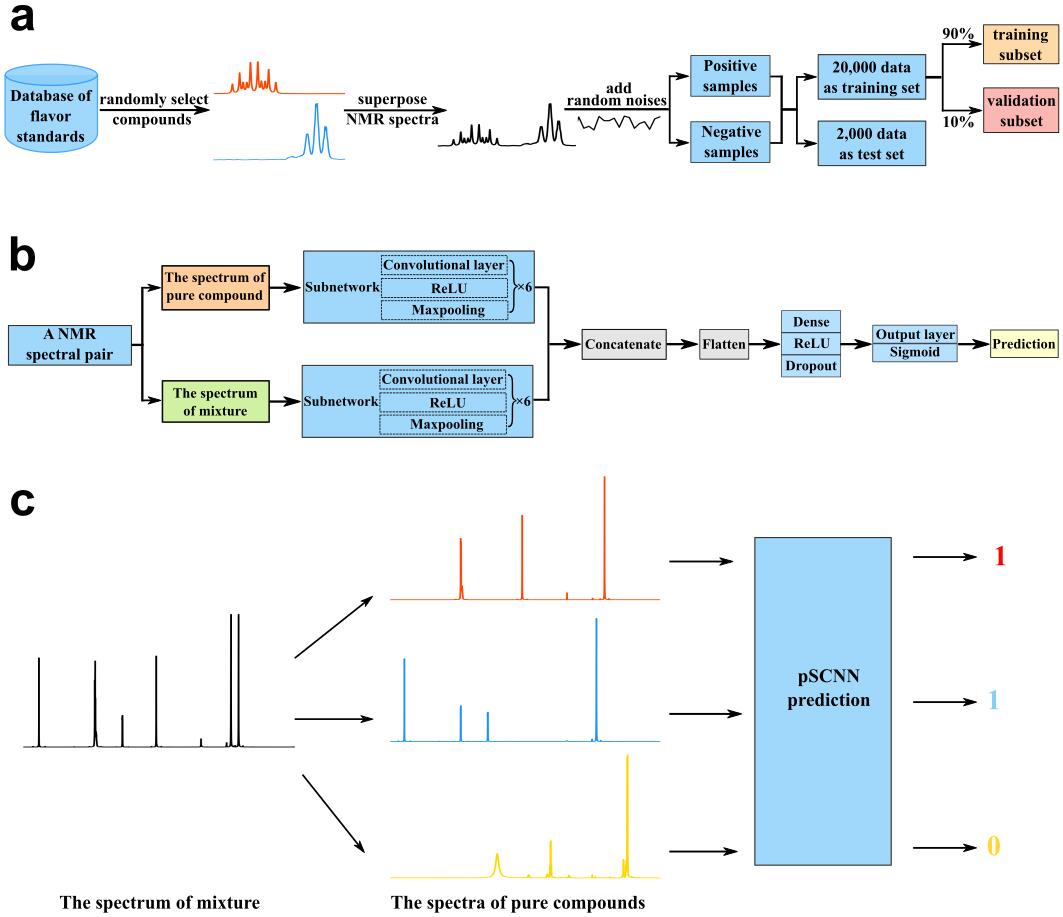 a
Database of
flavor
standards
randomly select
compounds
superpose
NMR spectra
add
random noises
Positive
samples
Negative
samples
20,000 data
as training set
2,000 data
as test set
90%
10%
training
subset
validation
subset
b
A NMR
spectral pair
The spectrum of
pure compound
The spectrum
of mixture
Subnetwork
Convolutional layer
ReLU
Maxpooling
×6
Subnetwork
Convolutional layer
ReLU
Maxpooling
×6
Concatenate
Flatten
Dense
ReLU
Dropout
Output layer
Sigmoid
Prediction
c
pSCNN
prediction
1
1
0
The spectrum of mixture
The spectra of pure compounds